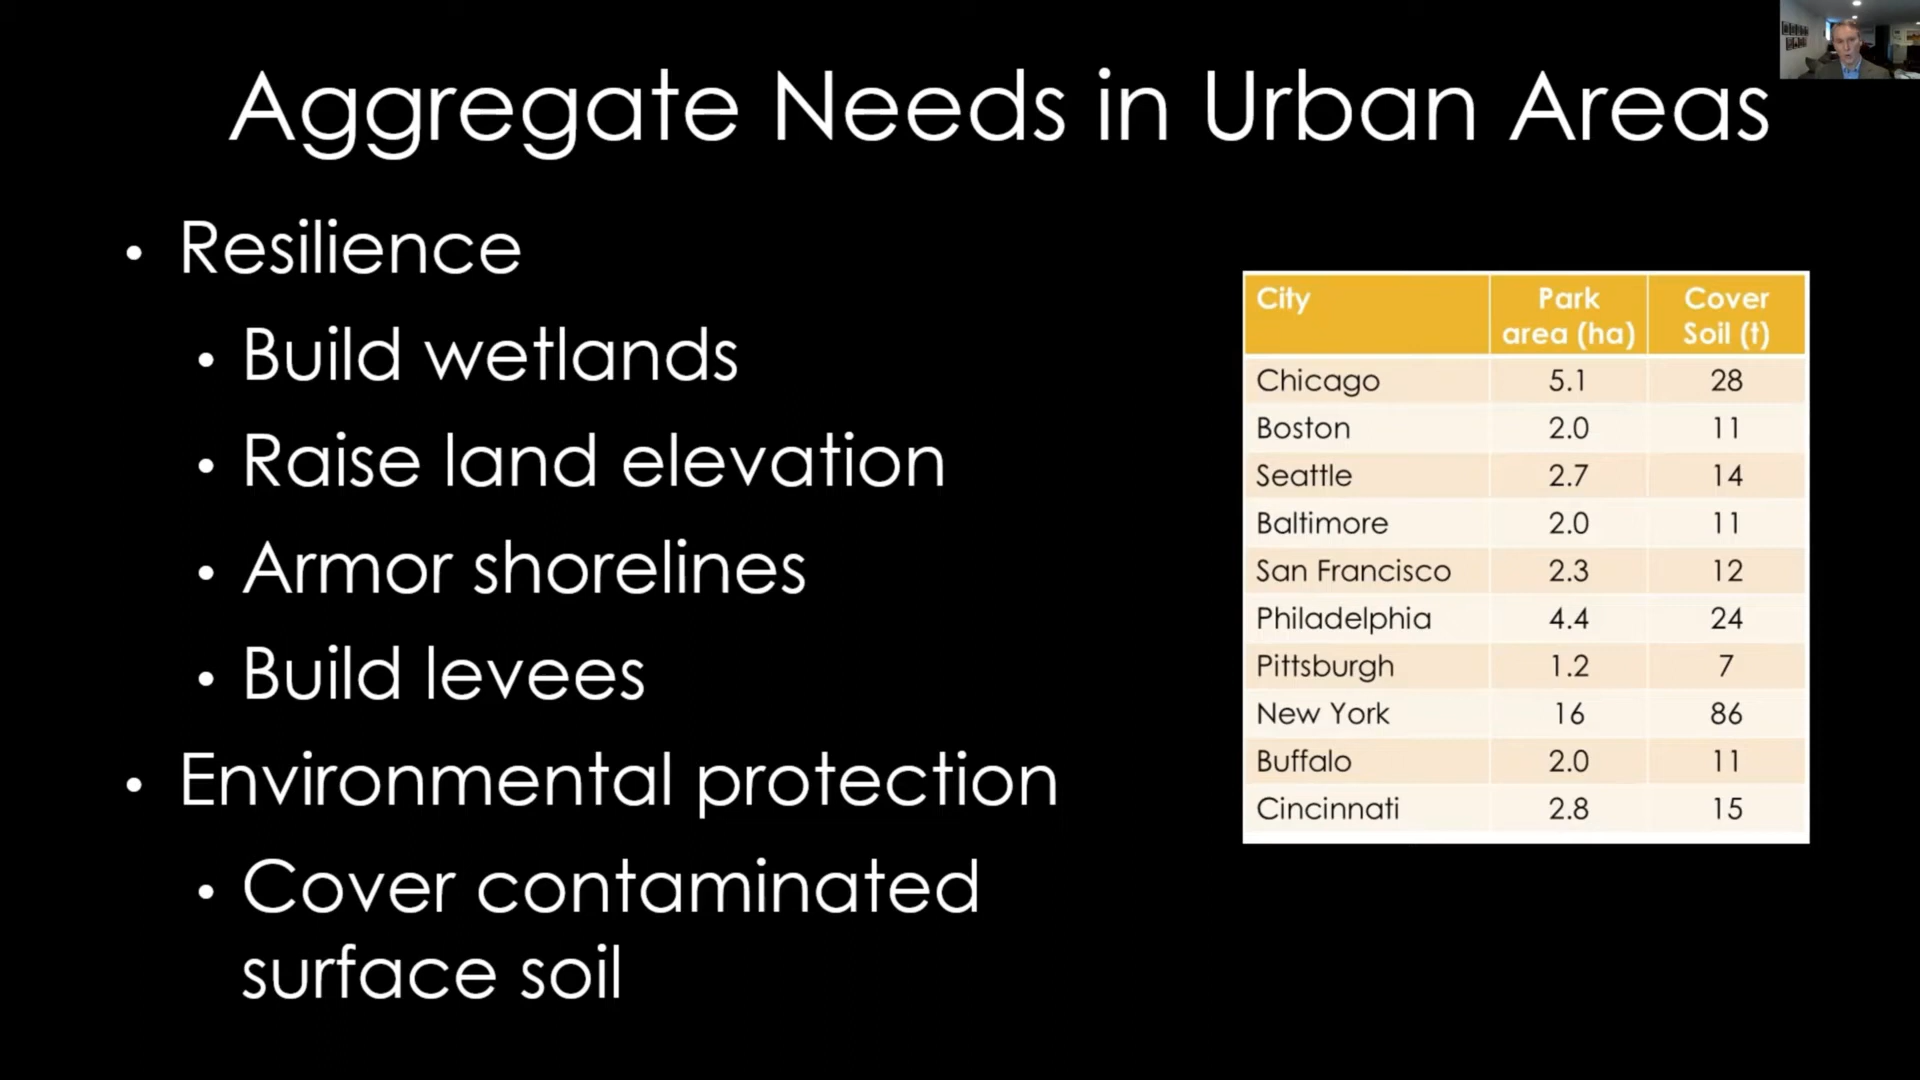 Aggregate Needs in Urban Areas
• Resilience
• Build wetlands
• Raise land elevation
• Armor shorelines
• Build levees
• Environmental protection
• Cover contaminated
surface soil
City Park area (ha) Cover Soil (t)
Chicago 5.1 28
Boston 2.0 11
Seattle 2.7 14
Baltimore 2.0 11
San Francisco 2.3 12
Philadelphia 4.4 24
Pittsburgh 1.2 7
New York 16 86
Buffalo 2.0 11
Cincinnati 2.8 15